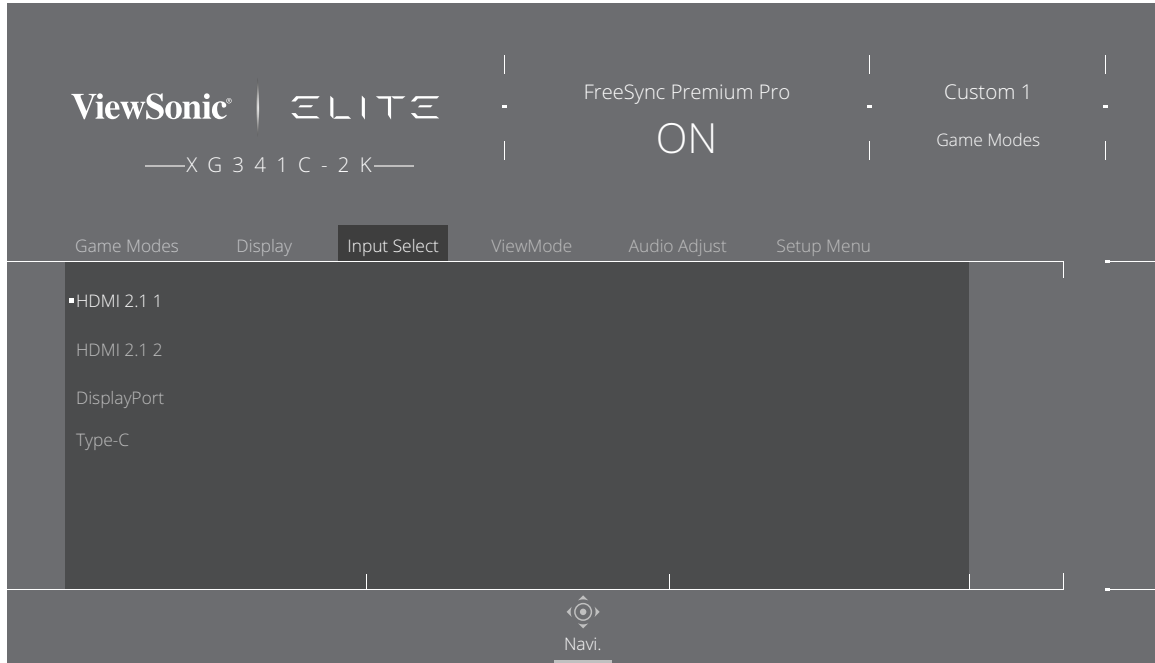 ViewSonic® ELITE
XG341C-2K
FreeSync Premium Pro
ON
Custom 1
Game Modes
Game Modes Display Input Select ViewMode Audio Adjust Setup Menu
HDMI 2.1 1
HDMI 2.1 2
DisplayPort
Type-C
Navi.